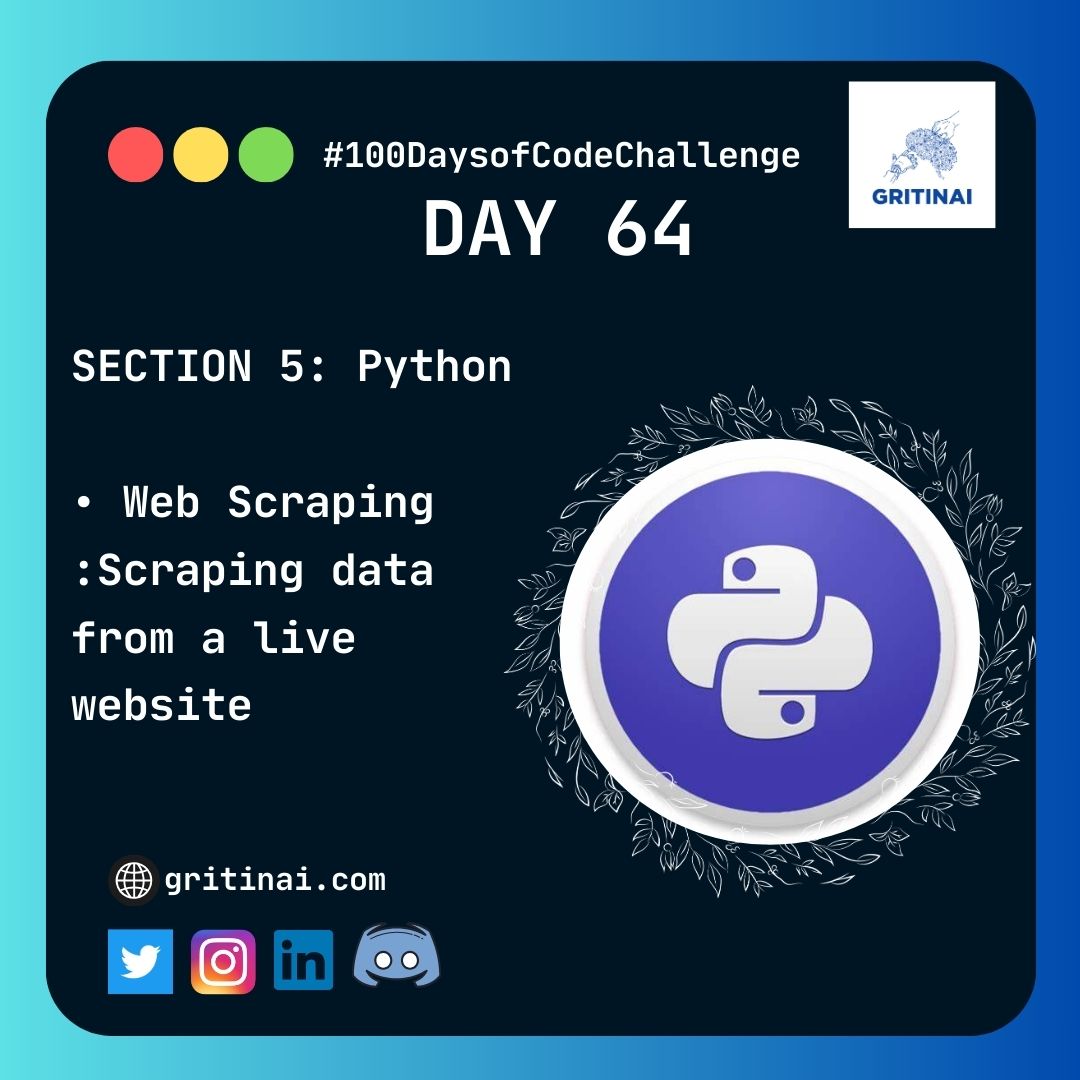 #100DaysofCodeChallenge
DAY 64
GRITINAI
SECTION 5: Python
• Web Scraping
:Scraping data
from a live
website
gritinai.com
in